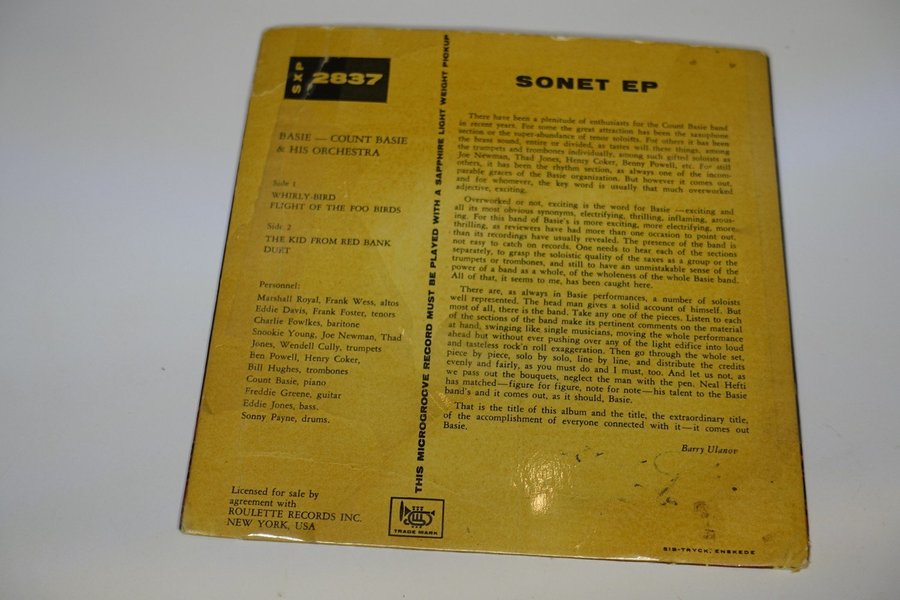 SXP 2837
BASIE — COUNT BASIE
& HIS ORCHESTRA
Side 1
WHIRLY-BIRD
FLIGHT OF THE FOO BIRDS
Side 2
THE KID FROM RED BANK
DUET
Personnel:
Marshall Royal, Frank Wess, altos
Eddie Davis, Frank Foster, tenors
Charlie Fowlkes, baritone
Snookie Young, Joe Newman, Thad
Jones, Wendell Cully, trumpets
Ben Powell, Henry Coker,
Bill Hughes, trombones
Count Basie, piano
Freddie Greene, guitar
Eddie Jones, bass.
Sonny Payne, drums.
Licensed for sale by
agreement with
ROULETTE RECORDS INC.
NEW YORK, USA
THIS MICROGROOVE RECORD MUST BE PLAYED WITH A SAPPHIRE LIGHT WEIGHT PICKUP
TRADE MARK
SONET EP
There have been a plenitude of enthusiasts for the Count Basie band
in recent years. For some the great attraction has been the saxophone
section or the super-abundance of tenor soloists. For others it has been
the brass sound, entire or divided, as tastes will these things, among
the trumpets and trombones individually, among such gifted soloists as
Joe Newman, Thad Jones, Henry Coker, Benny Powell, etc. For still
others, it has been the rhythm section, as always one of the incom-
parable graces of the Basie organization. But however it comes out,
and for whomever, the key word is usually that much overworked
adjective, exciting.
Overworked or not, exciting is the word for Basie — exciting and
all its most obvious synonyms, electrifying, thrilling, inflaming, arous-
ing. For this band of Basie's is more exciting, more electrifying, more
thrilling, as reviewers have had more than one occasion to point out,
than its recordings have usually revealed. The presence of the band is
not easy to catch on records. One needs to hear each of the sections
separately, to grasp the soloistic quality of the saxes as a group or the
trumpets or trombones, and still to have an unmistakable sense of the
power of a band as a whole, of the wholeness of the whole Basie band.
All of that, it seems to me, has been caught here.
There are, as always in Basie performances, a number of soloists
well represented. The head man gives a solid account of himself. But
most of all, there is the band. Take any one of the pieces. Listen to each
of the sections of the band make its pertinent comments on the material
at hand, swinging like single musicians, moving the whole performance
ahead but without ever pushing over any of the light edifice into loud
and tasteless rock'n roll exaggeration. Then go through the whole set,
piece by piece, solo by solo, line by line, and distribute the credits
evenly and fairly, as you must do and I must, too. And let us not, as
we pass out the bouquets, neglect the man with the pen. Neal Hefti
has matched — figure for figure, note for note — his talent to the Basie
band's and it comes out, as it should, Basie.
That is the title of this album and the title, the extraordinary title,
of the accomplishment of everyone connected with it — it comes out
Basie.
Barry Ulanov
SIB-TRYCK, ENSKEDE